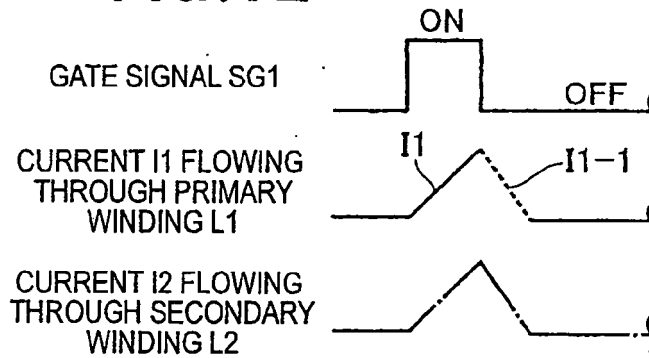 ON
GATE SIGNAL SG1
OFF
CURRENT I1 FLOWING
THROUGH PRIMARY
WINDING L1
I1
I1-1
CURRENT I2 FLOWING
THROUGH SECONDARY
WINDING L2